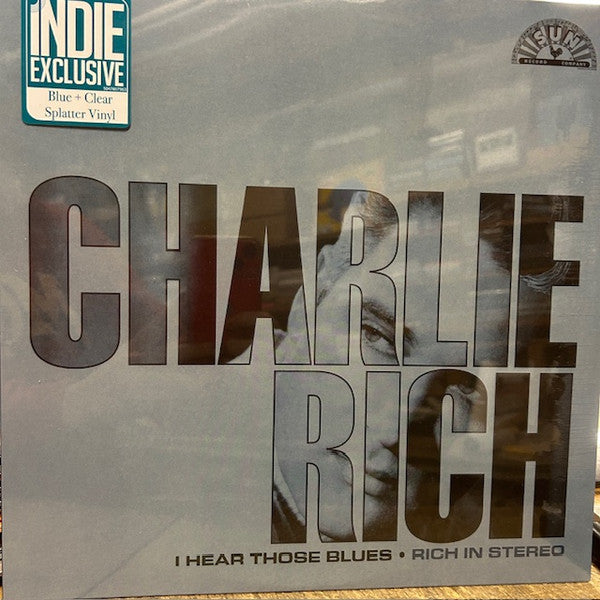 INDIE
EXCLUSIVE
Blue + Clear
Splatter Vinyl
SUN
RECORD COMPANY
CHARLIE
RICH
I HEAR THOSE BLUES • RICH IN STEREO